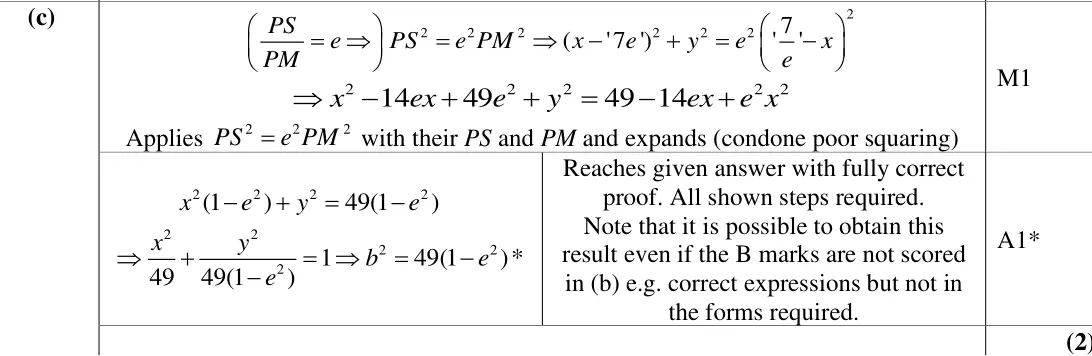 (c)
(PS/PM = e ⇒) PS² = e²PM² ⇒ (x − '7e')² + y² = e²('7/e' − x)²
⇒ x² − 14ex + 49e² + y² = 49 − 14ex + e²x²
M1
Applies PS² = e²PM² with their PS and PM and expands (condone poor squaring)
x²(1 − e²) + y² = 49(1 − e²)
⇒ x²/49 + y²/49(1 − e²) = 1 ⇒ b² = 49(1 − e²) *
Reaches given answer with fully correct
proof. All shown steps required.
Note that it is possible to obtain this
result even if the B marks are not scored
in (b) e.g. correct expressions but not in
the forms required.
A1*
(2)